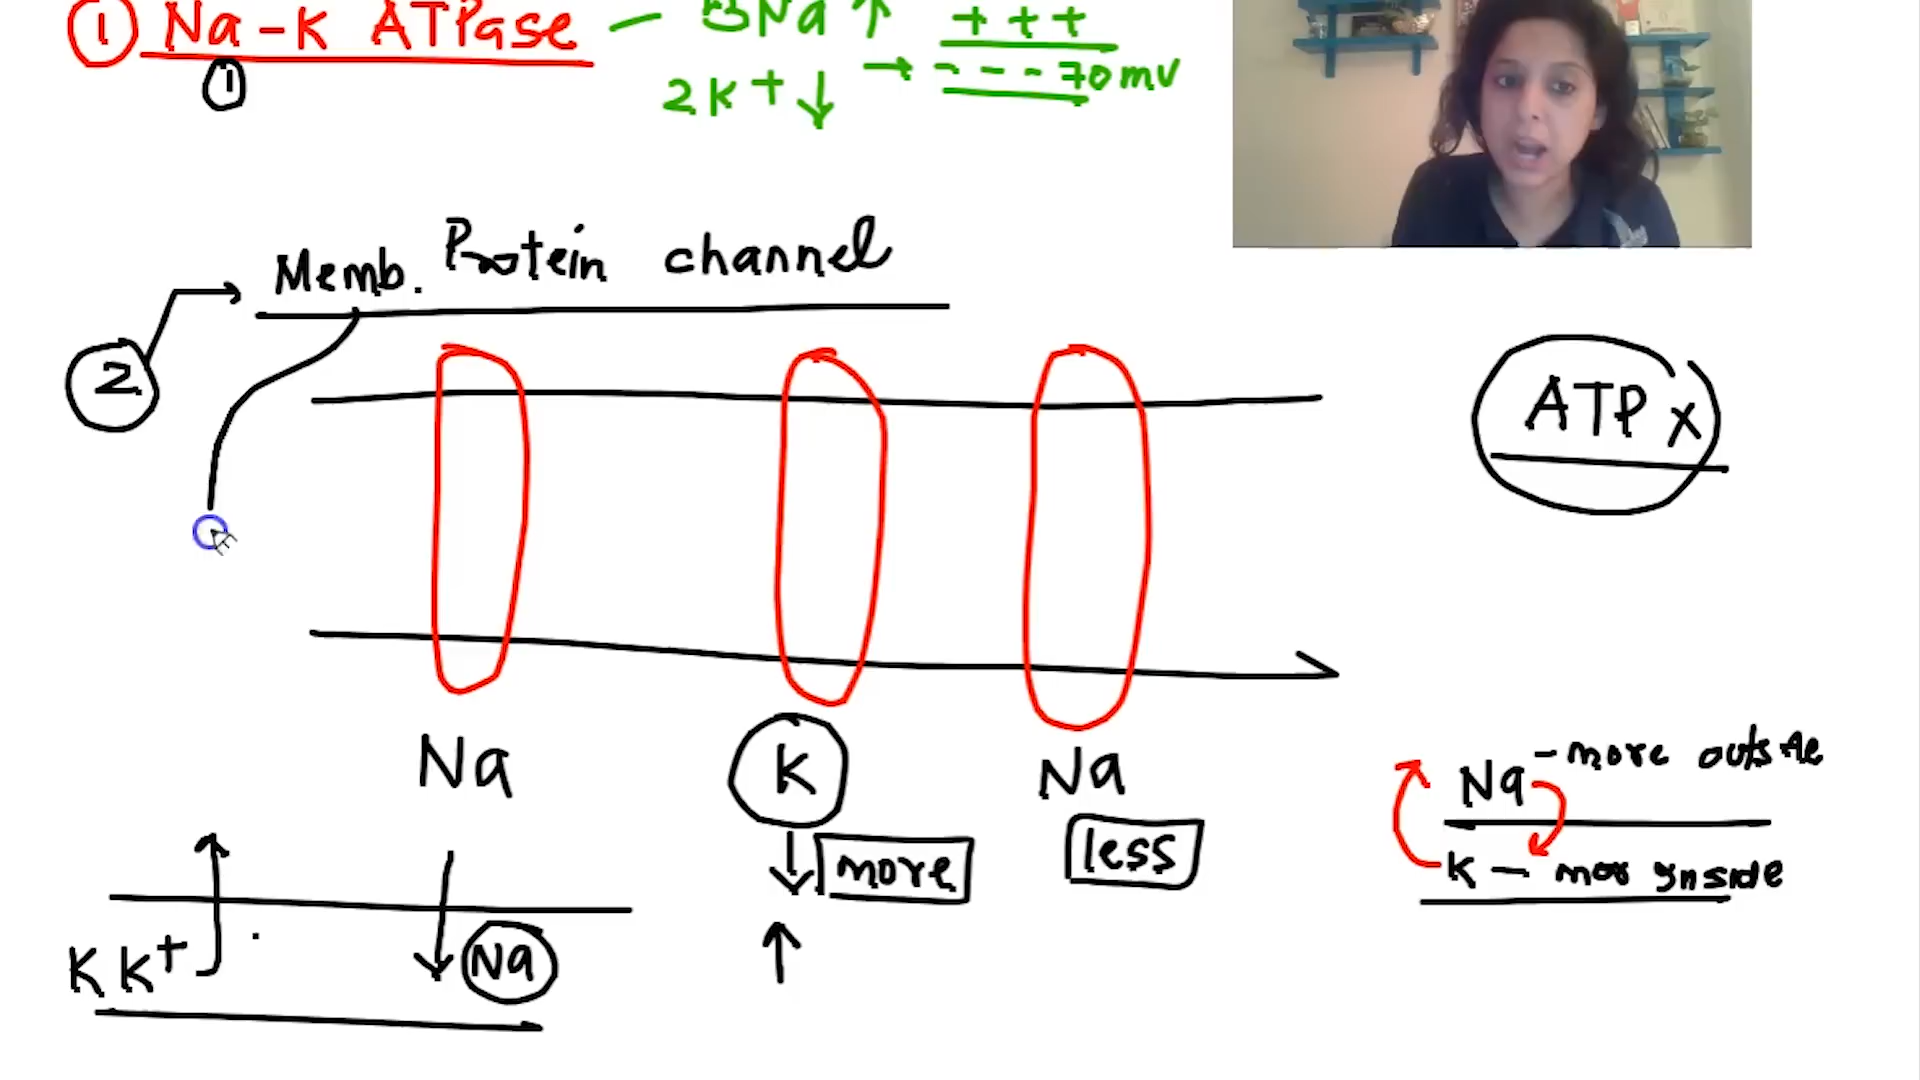 ① Na-K ATPase — 3Na ↑ + + +
①
2K+ ↓ → - - - -70mV
Memb. Protein channel
②
ATP x
Na K Na
Na - more outside
more less
K - mor inside
K K+ Na